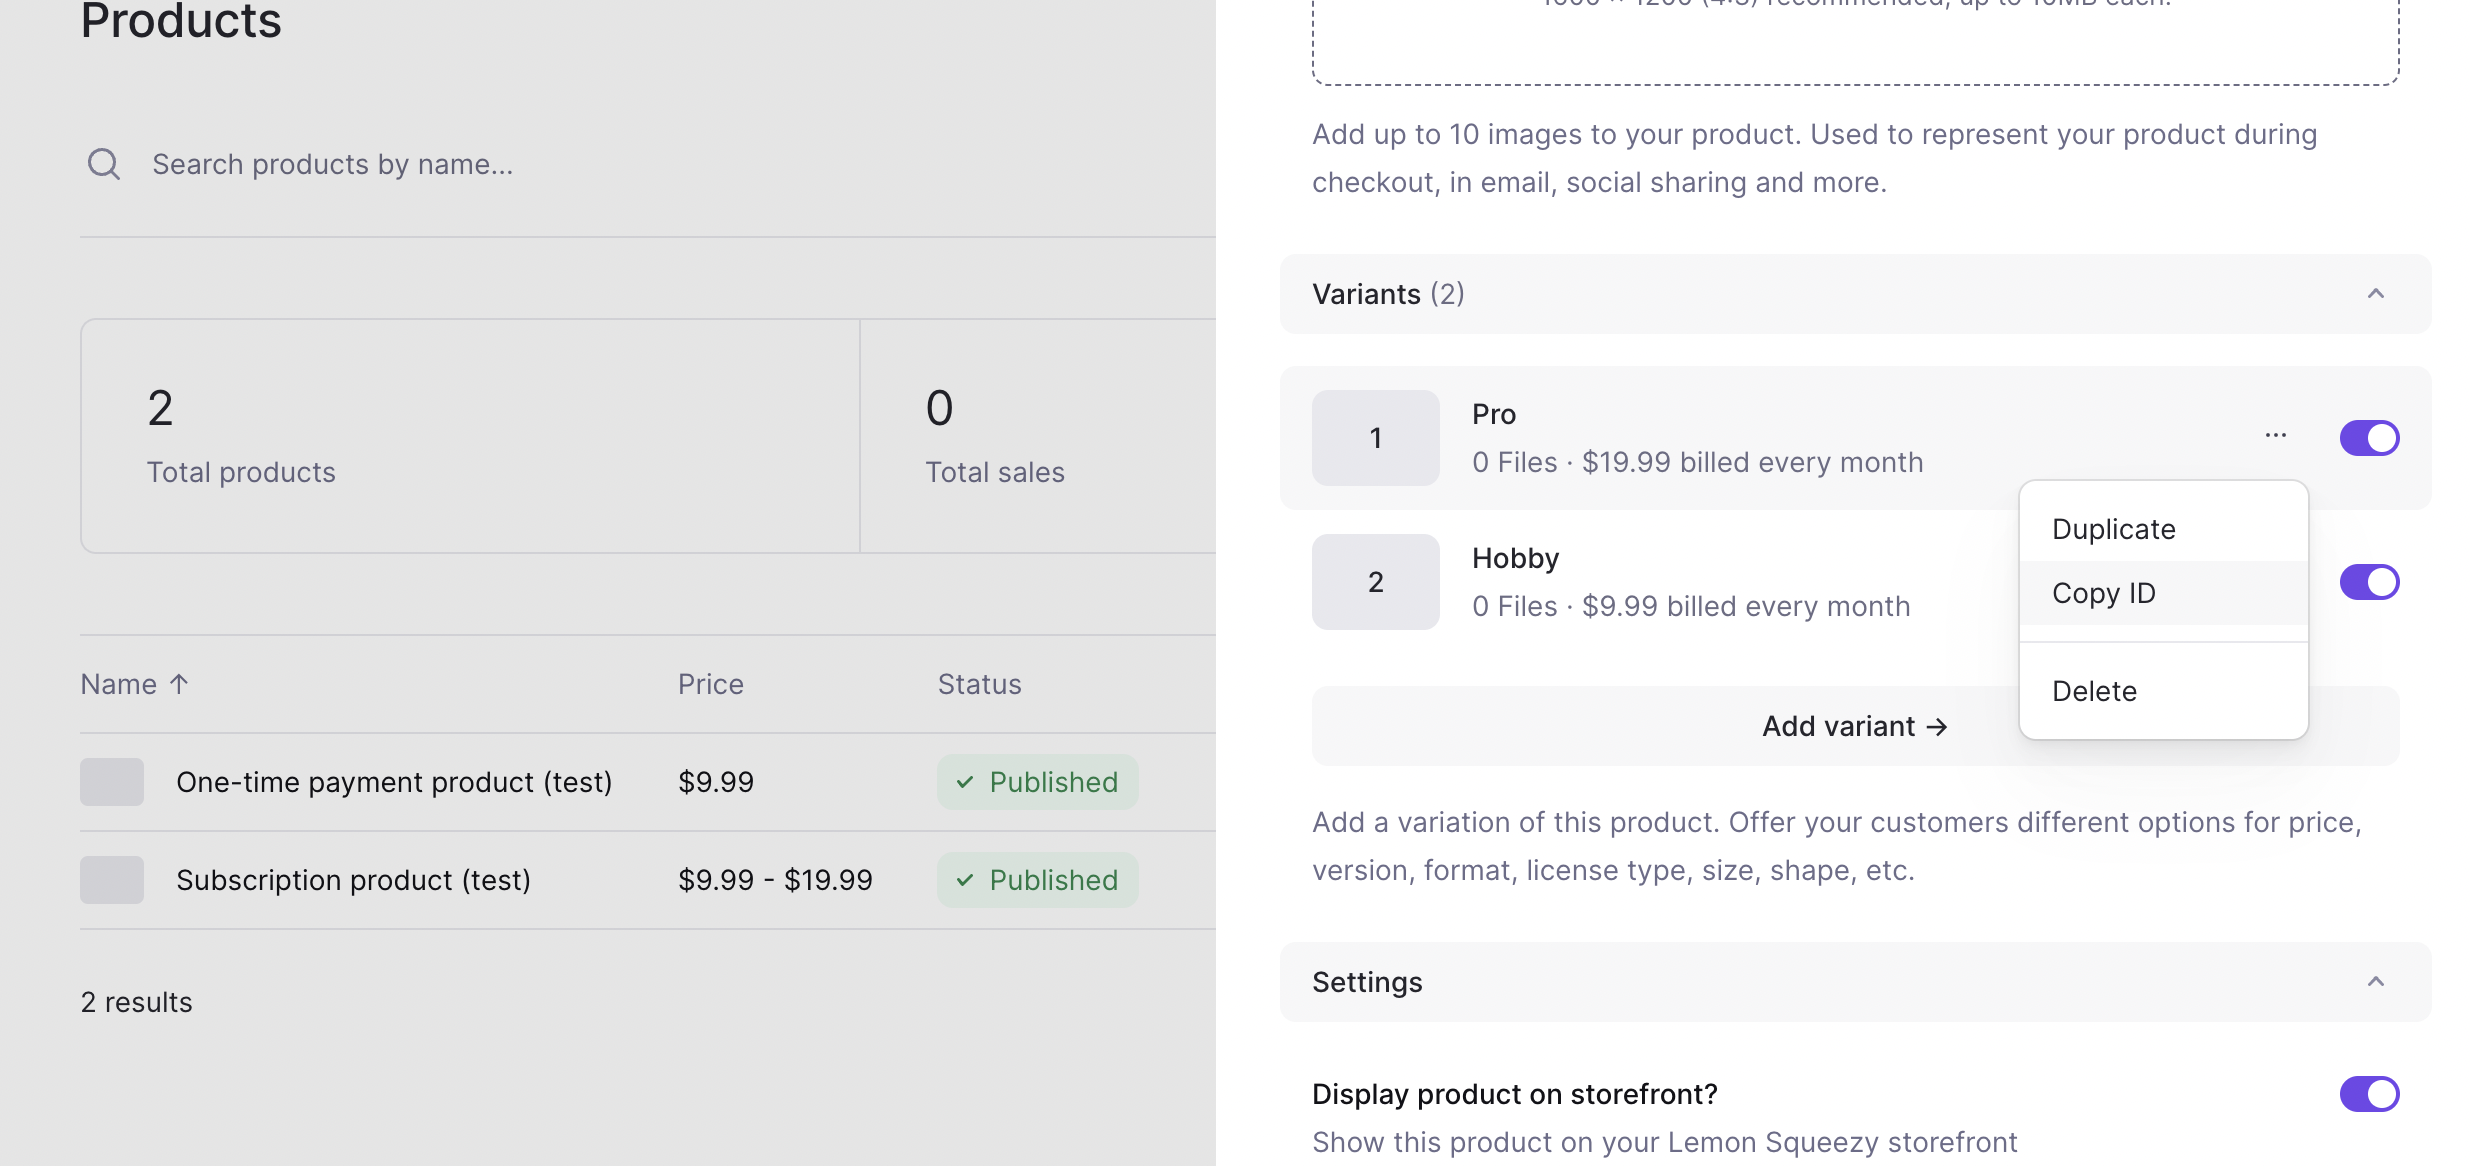 Products
Search products by name...
2
Total products
0
Total sales
Name ↑
Price
Status
One-time payment product (test)
$9.99
Published
Subscription product (test)
$9.99 - $19.99
Published
2 results
recommended, up to 10MB each.
Add up to 10 images to your product. Used to represent your product during
checkout, in email, social sharing and more.
Variants (2)
1
Pro
0 Files · $19.99 billed every month
...
2
Hobby
0 Files · $9.99 billed every month
Duplicate
Copy ID
Delete
Add variant →
Add a variation of this product. Offer your customers different options for price,
version, format, license type, size, shape, etc.
Settings
Display product on storefront?
Show this product on your Lemon Squeezy storefront